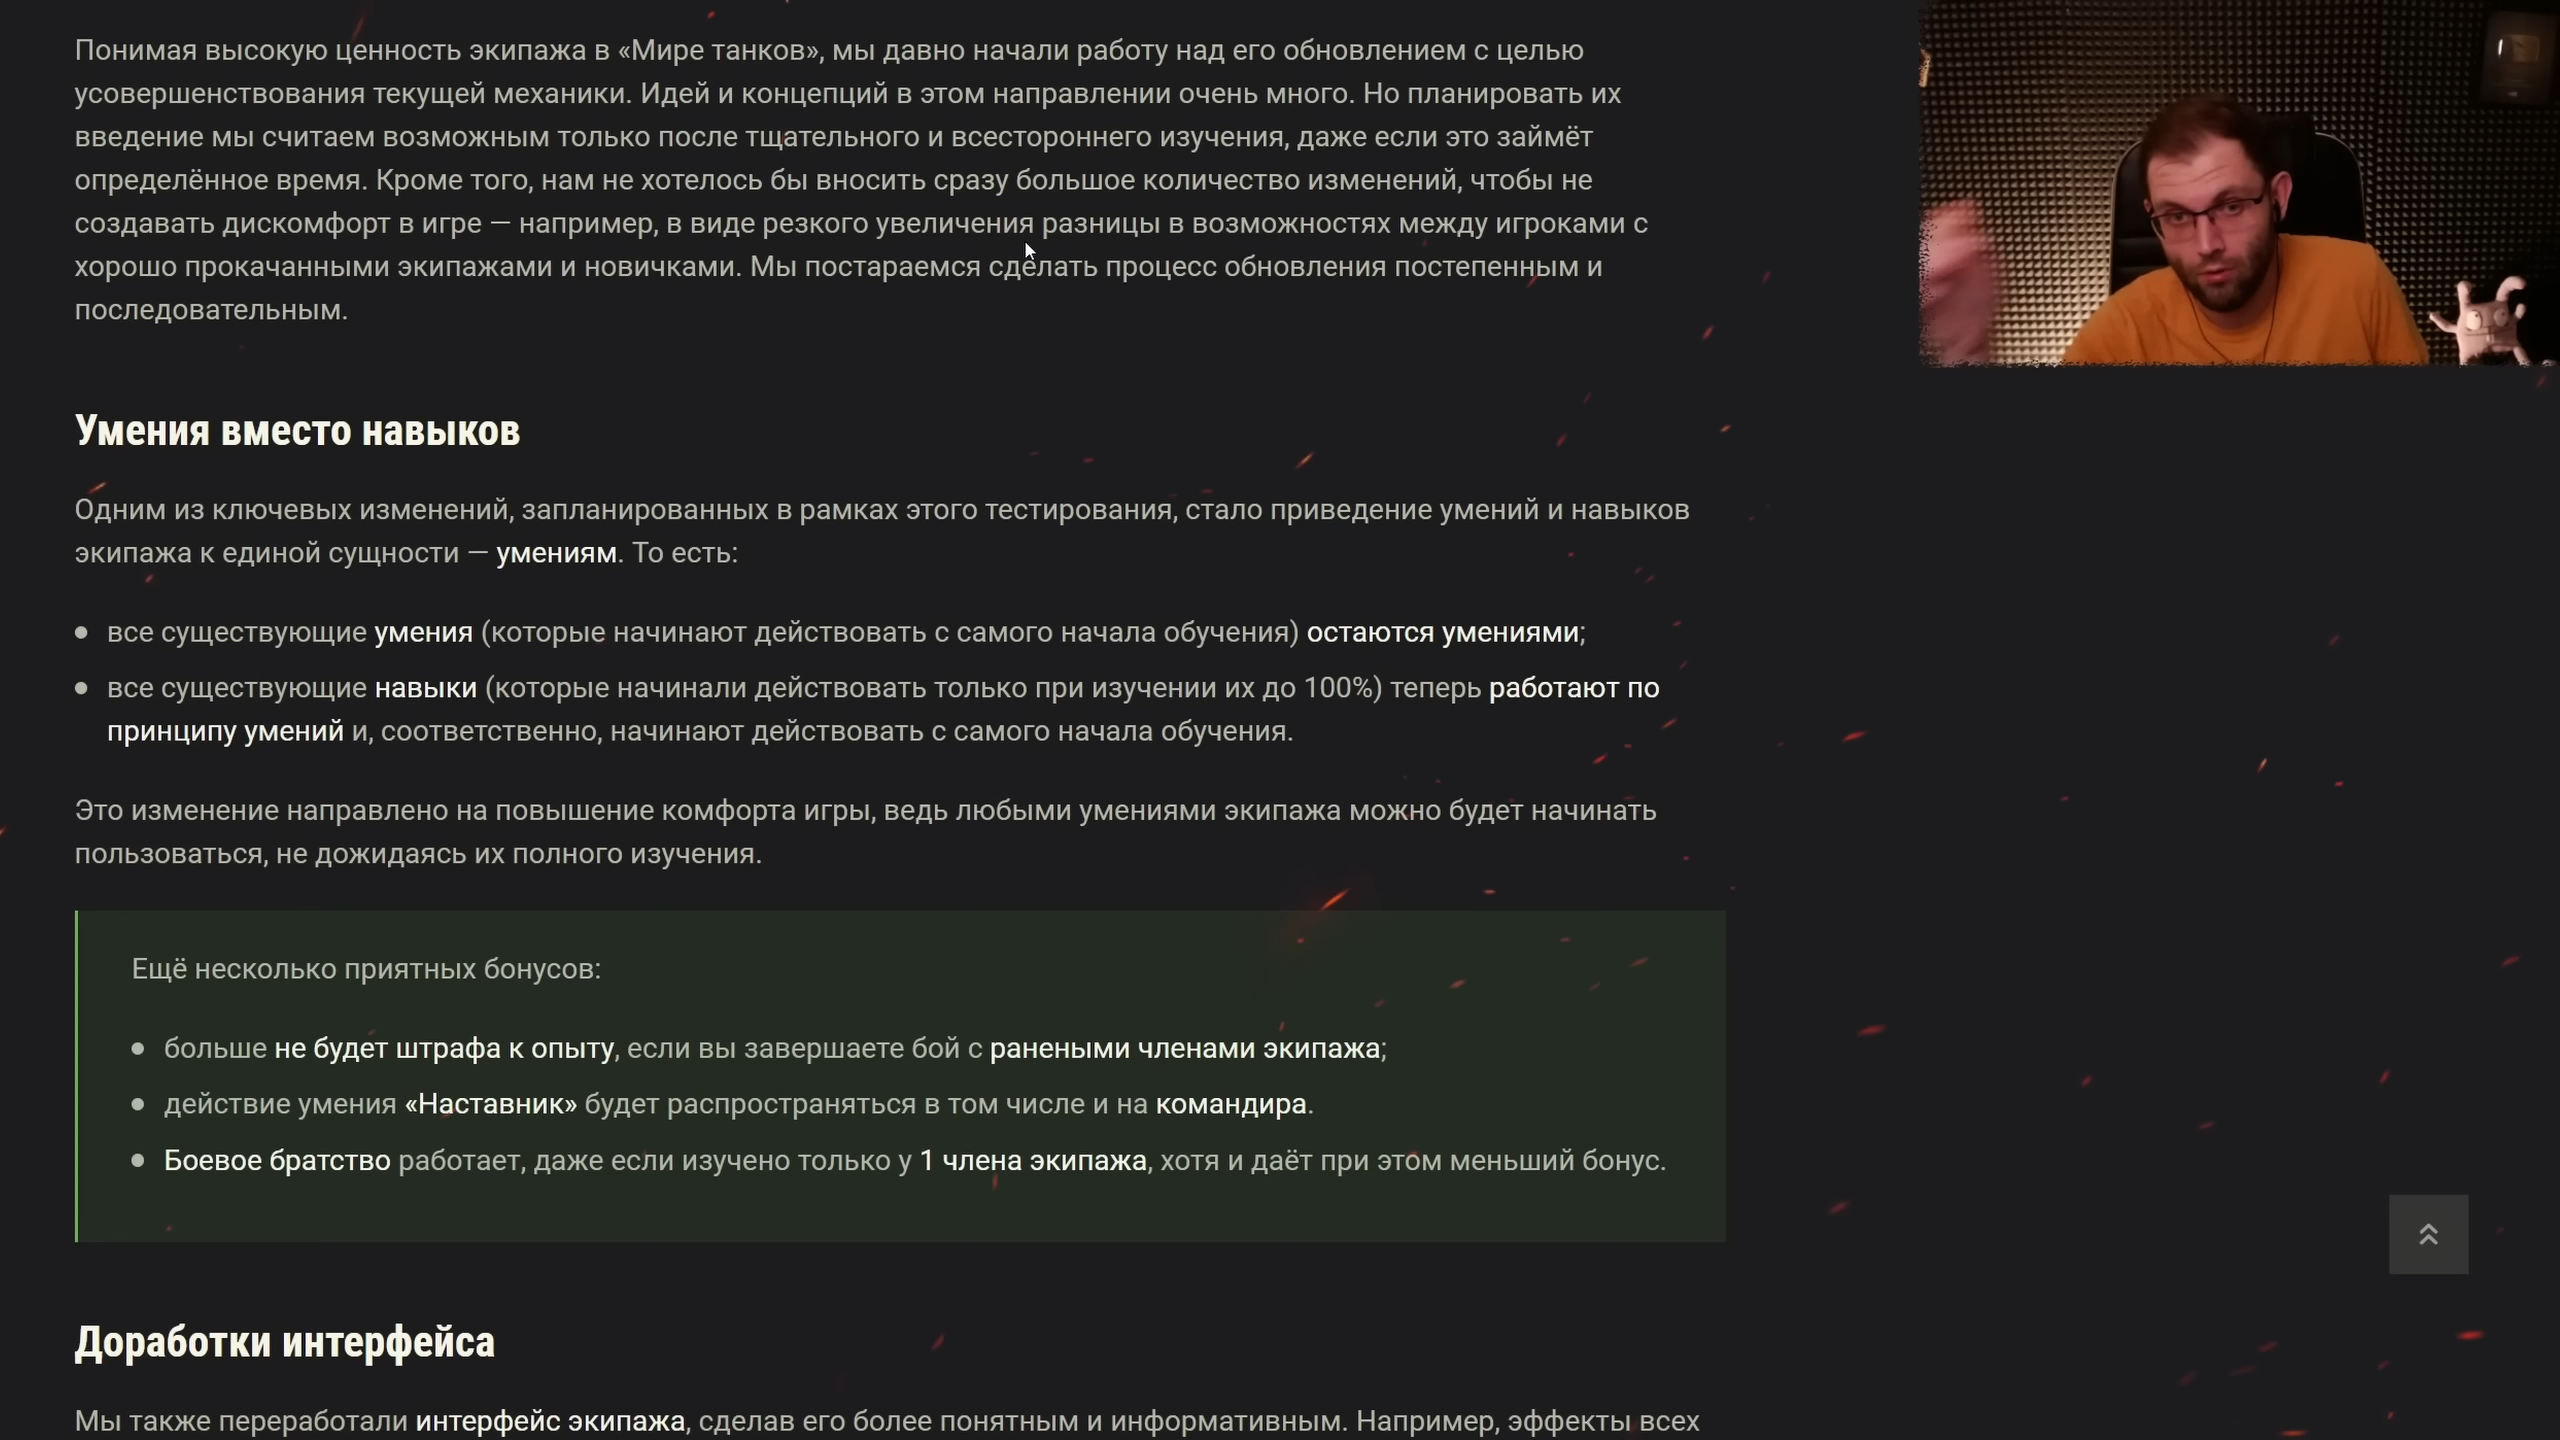 Понимая высокую ценность экипажа в «Мире танков», мы давно начали работу над его обновлением с целью
усовершенствования текущей механики. Идей и концепций в этом направлении очень много. Но планировать их
введение мы считаем возможным только после тщательного и всестороннего изучения, даже если это займёт
определённое время. Кроме того, нам не хотелось бы вносить сразу большое количество изменений, чтобы не
создавать дискомфорт в игре — например, в виде резкого увеличения разницы в возможностях между игроками с
хорошо прокачанными экипажами и новичками. Мы постараемся сделать процесс обновления постепенным и
последовательным.
Умения вместо навыков
Одним из ключевых изменений, запланированных в рамках этого тестирования, стало приведение умений и навыков
экипажа к единой сущности — умениям. То есть:
все существующие умения (которые начинают действовать с самого начала обучения) остаются умениями;
все существующие навыки (которые начинали действовать только при изучении их до 100%) теперь работают по
принципу умений и, соответственно, начинают действовать с самого начала обучения.
Это изменение направлено на повышение комфорта игры, ведь любыми умениями экипажа можно будет начинать
пользоваться, не дожидаясь их полного изучения.
Ещё несколько приятных бонусов:
больше не будет штрафа к опыту, если вы завершаете бой с ранеными членами экипажа;
действие умения «Наставник» будет распространяться в том числе и на командира.
Боевое братство работает, даже если изучено только у 1 члена экипажа, хотя и даёт при этом меньший бонус.
Доработки интерфейса
Мы также переработали интерфейс экипажа, сделав его более понятным и информативным. Например, эффекты всех